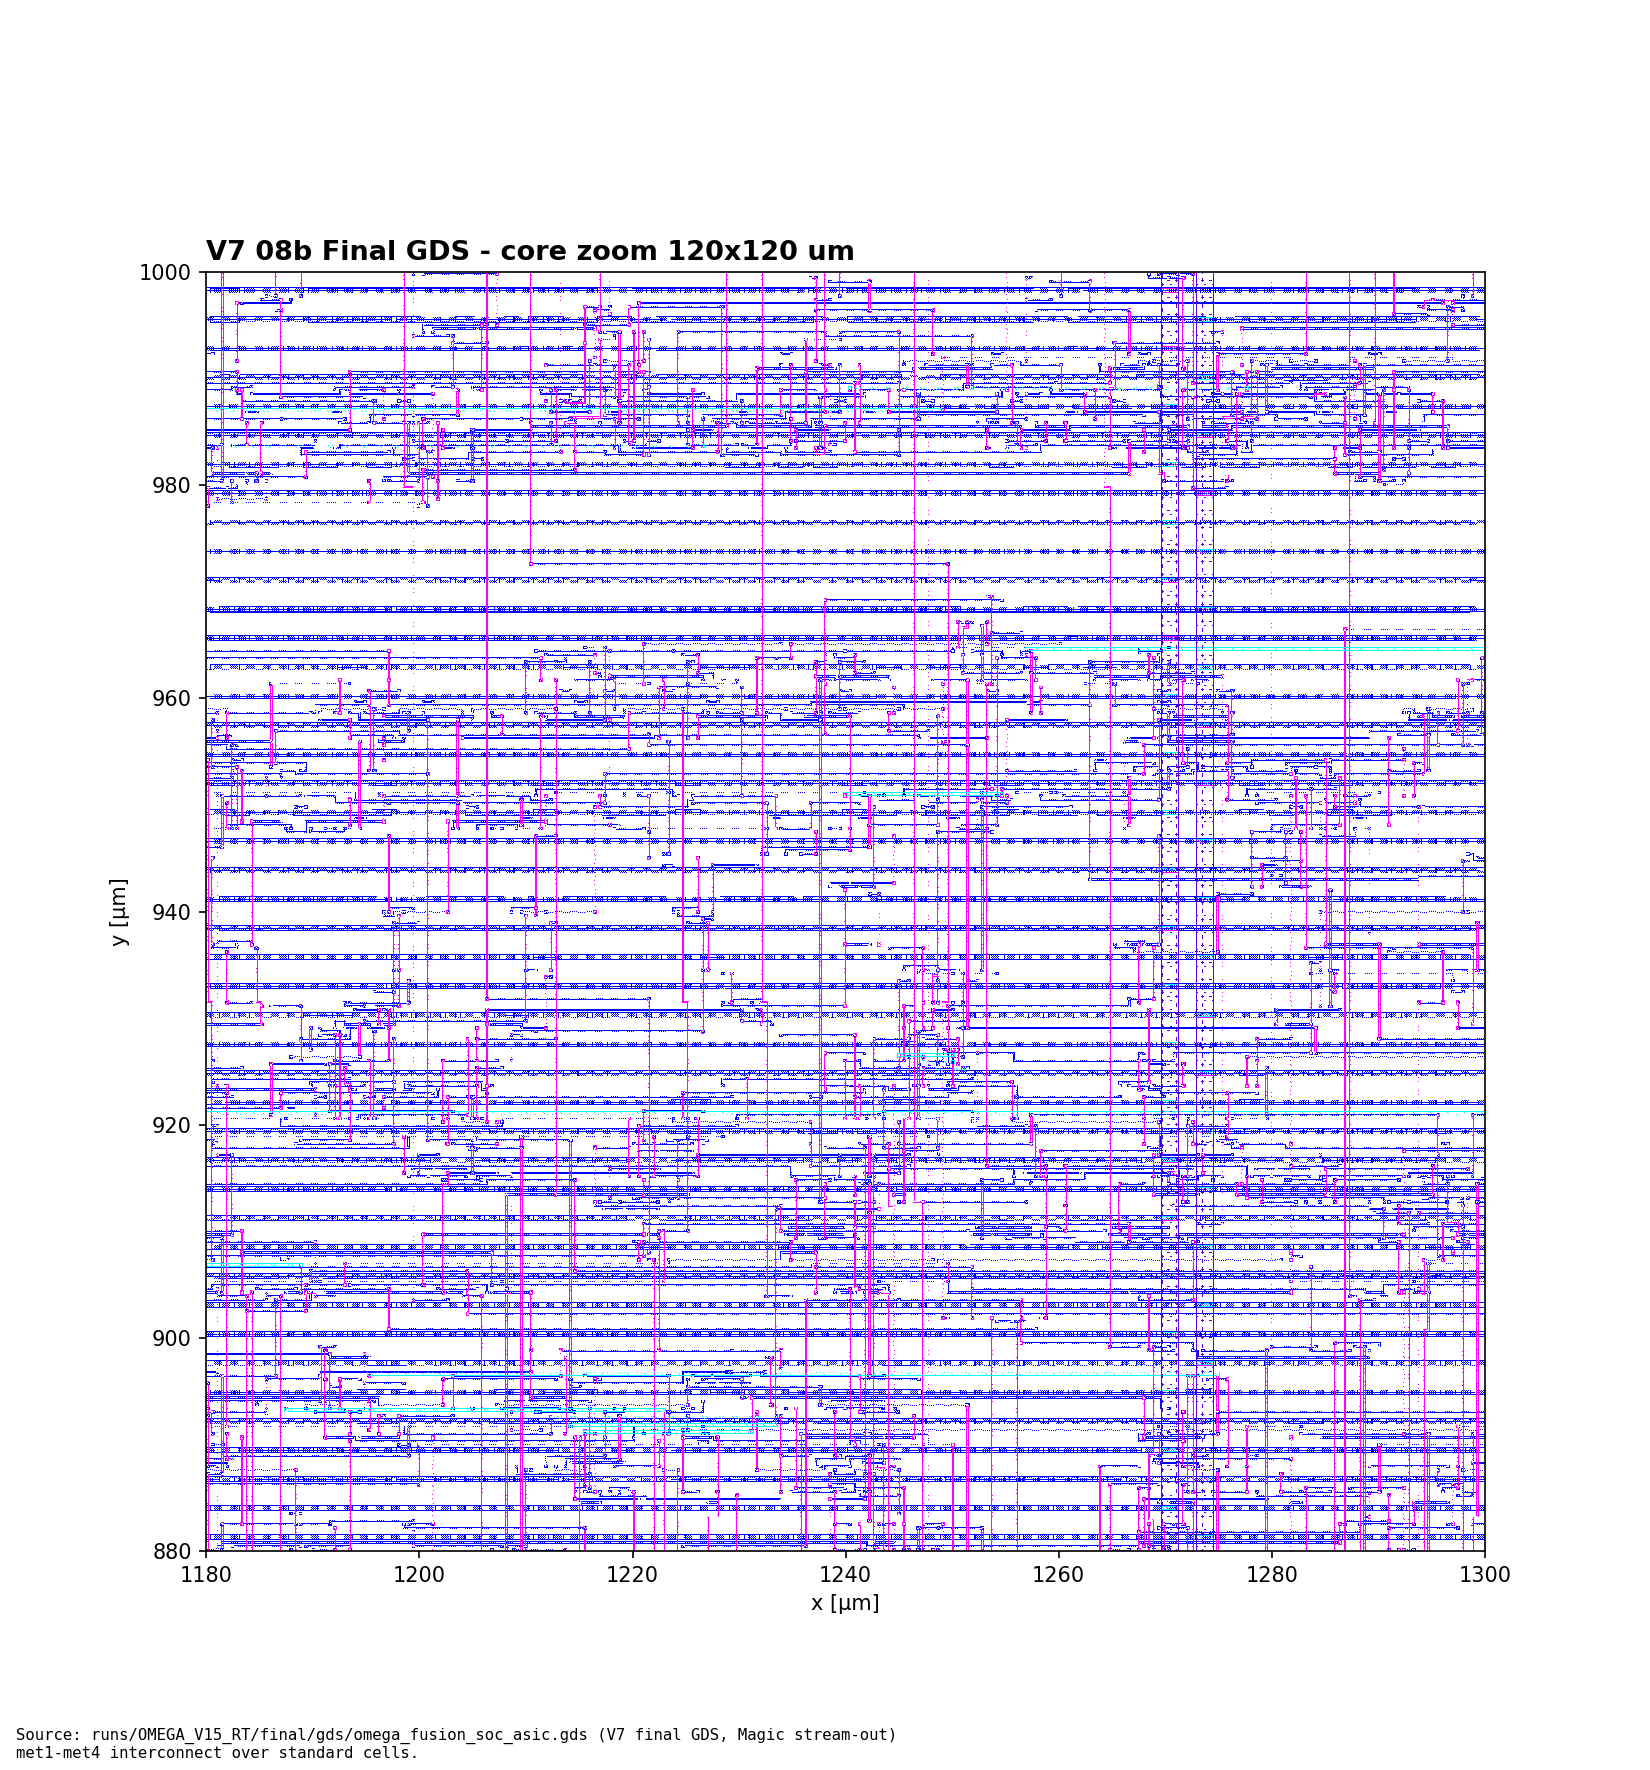 V7 08b Final GDS - core zoom 120x120 um
1000
980
960
940
920
900
880
y [µm]
1180
1200
1220
1240
1260
1280
1300
x [µm]
Source: runs/OMEGA_V15_RT/final/gds/omega_fusion_soc_asic.gds (V7 final GDS, Magic stream-out)
met1-met4 interconnect over standard cells.